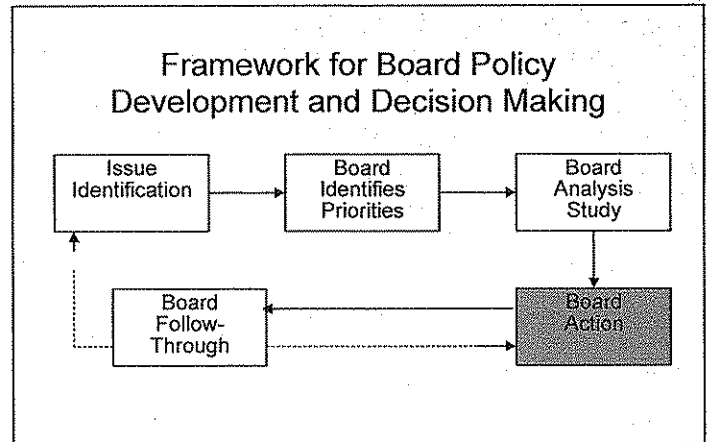 Framework for Board Policy
Development and Decision Making
Issue
Identification
Board
Identifies
Priorities
Board
Analysis
Study
Board
Follow-
Through
Board
Action